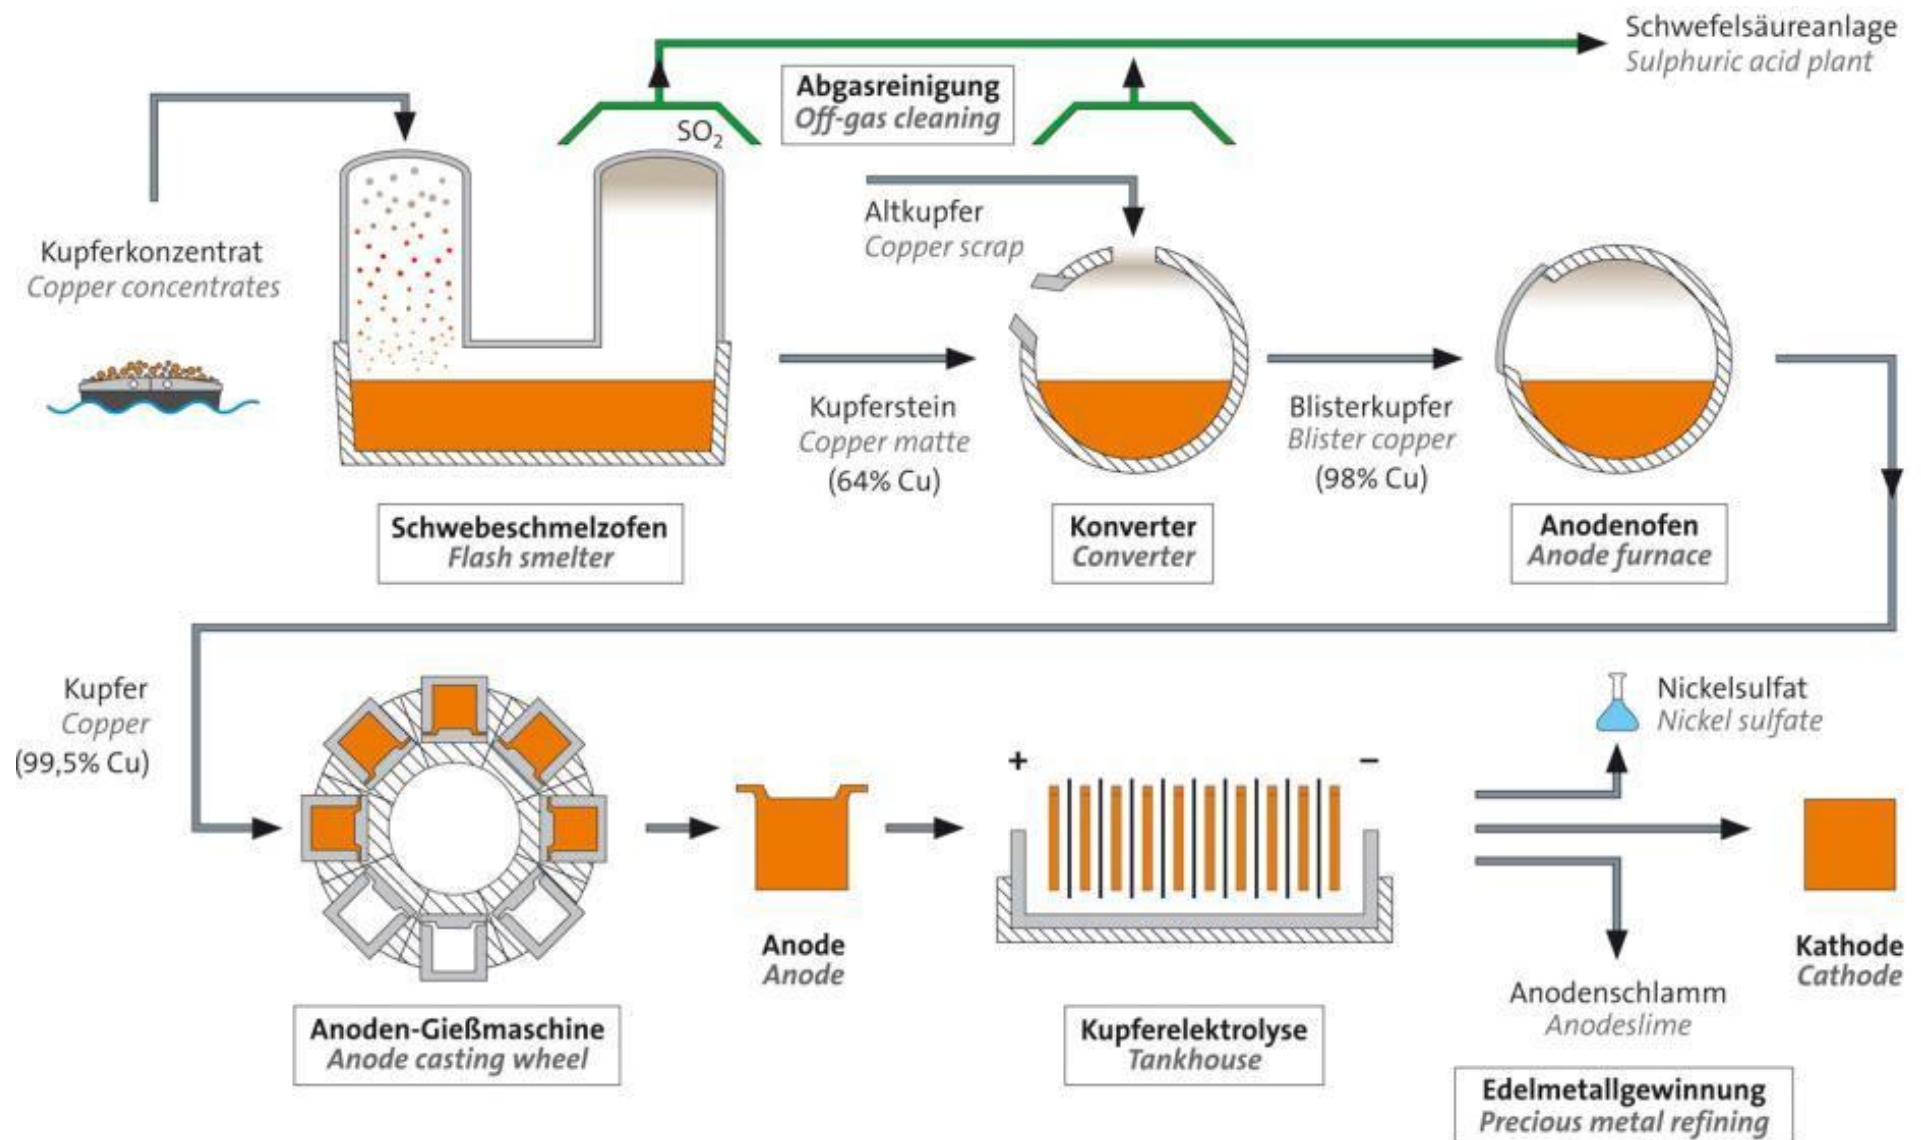 Schwefelsäureanlage
Sulphuric acid plant
Abgasreinigung
Off-gas cleaning
SO₂
Altkupfer
Copper scrap
Kupferkonzentrat
Copper concentrates
Kupferstein
Copper matte
(64% Cu)
Blisterkupfer
Blister copper
(98% Cu)
Schwebeschmelzofen
Flash smelter
Konverter
Converter
Anodenofen
Anode furnace
Kupfer
Copper
(99,5% Cu)
Nickelsulfat
Nickel sulfate
+
–
Anode
Anode
Kathode
Cathode
Anodenschlamm
Anodeslime
Anoden-Gießmaschine
Anode casting wheel
Kupferelektrolyse
Tankhouse
Edelmetallgewinnung
Precious metal refining